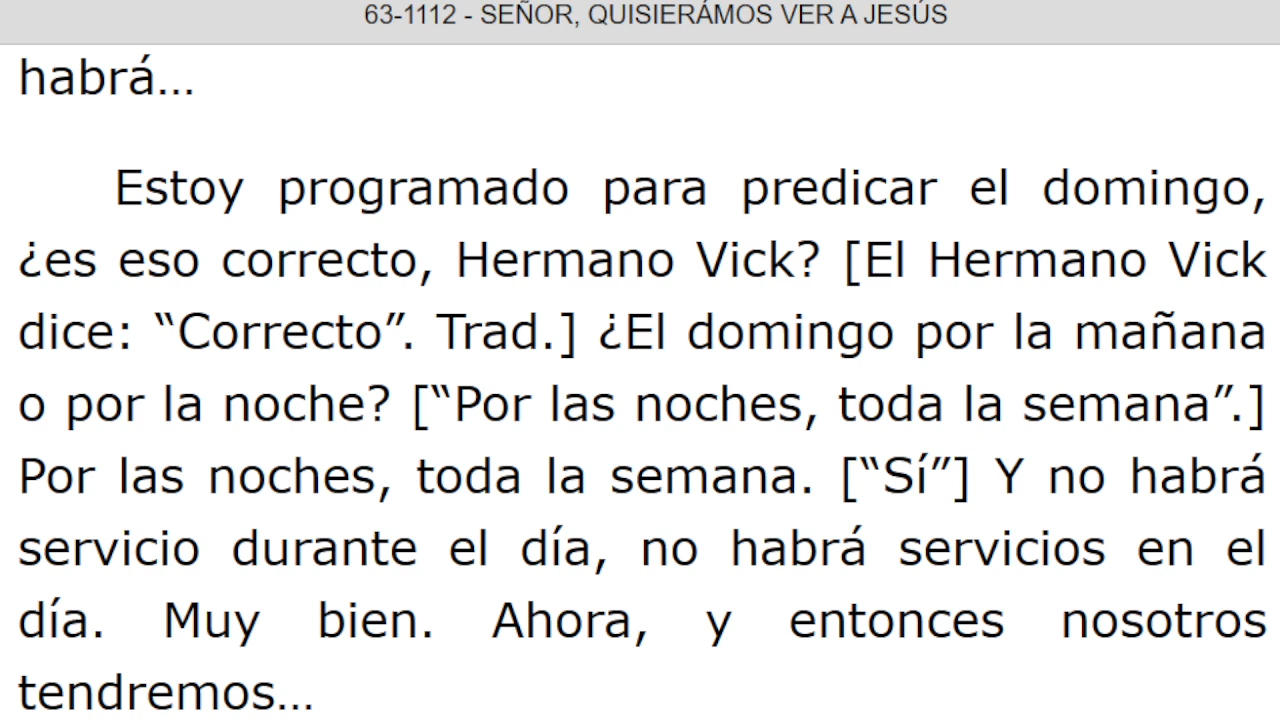 63-1112 - SEÑOR, QUISIERÁMOS VER A JESÚS
habrá...
Estoy programado para predicar el domingo,
¿es eso correcto, Hermano Vick? [El Hermano Vick
dice: “Correcto”. Trad.] ¿El domingo por la mañana
o por la noche? [“Por las noches, toda la semana”.]
Por las noches, toda la semana. [“Sí”] Y no habrá
servicio durante el día, no habrá servicios en el
día. Muy bien. Ahora, y entonces nosotros
tendremos...